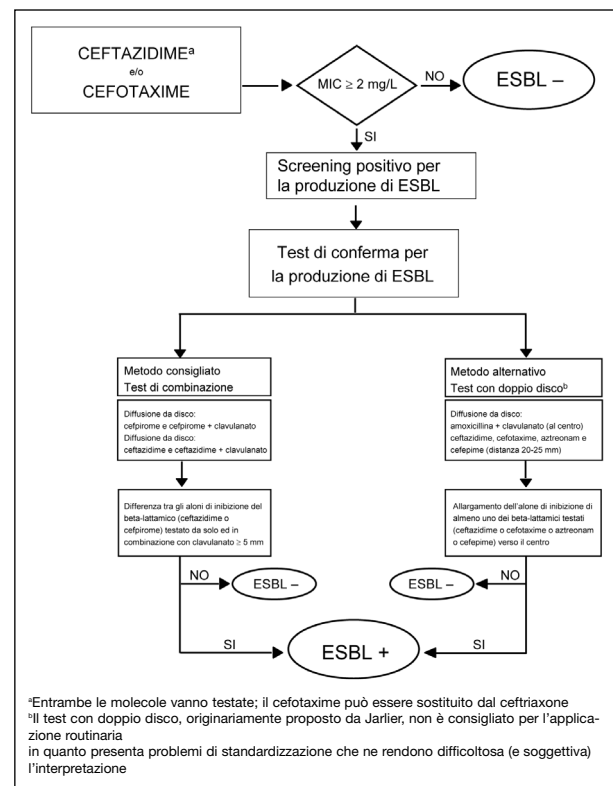 CEFTAZIDIMEᵃ
e/o
CEFOTAXIME
MIC ≥ 2 mg/L
NO
ESBL –
SI
Screening positivo per
la produzione di ESBL
Test di conferma per
la produzione di ESBL
Metodo consigliato
Test di combinazione
Diffusione da disco:
cefpirome e cefpirome + clavulanato
Diffusione da disco:
ceftazidime e ceftazidime + clavulanato
Differenza tra gli aloni di inibizione del
beta-lattamico (ceftazidime o
cefpirome) testato da solo ed in
combinazione con clavulanato ≥ 5 mm
NO
ESBL –
SI
Metodo alternativo
Test con doppio discoᵇ
Diffusione da disco:
amoxicillina + clavulanato (al centro)
ceftazidime, cefotaxime, aztreonam e
cefepime (distanza 20-25 mm)
Allargamento dell'alone di inibizione di
almeno uno dei beta-lattamici testati
(ceftazidime o cefotaxime o aztreonam
o cefepime) verso il centro
NO
ESBL –
SI
ESBL +
ᵃEntrambe le molecole vanno testate; il cefotaxime può essere sostituito dal ceftriaxone
ᵇIl test con doppio disco, originariamente proposto da Jarlier, non è consigliato per l'applica-
zione routinaria
in quanto presenta problemi di standardizzazione che ne rendono difficoltosa (e soggettiva)
l'interpretazione